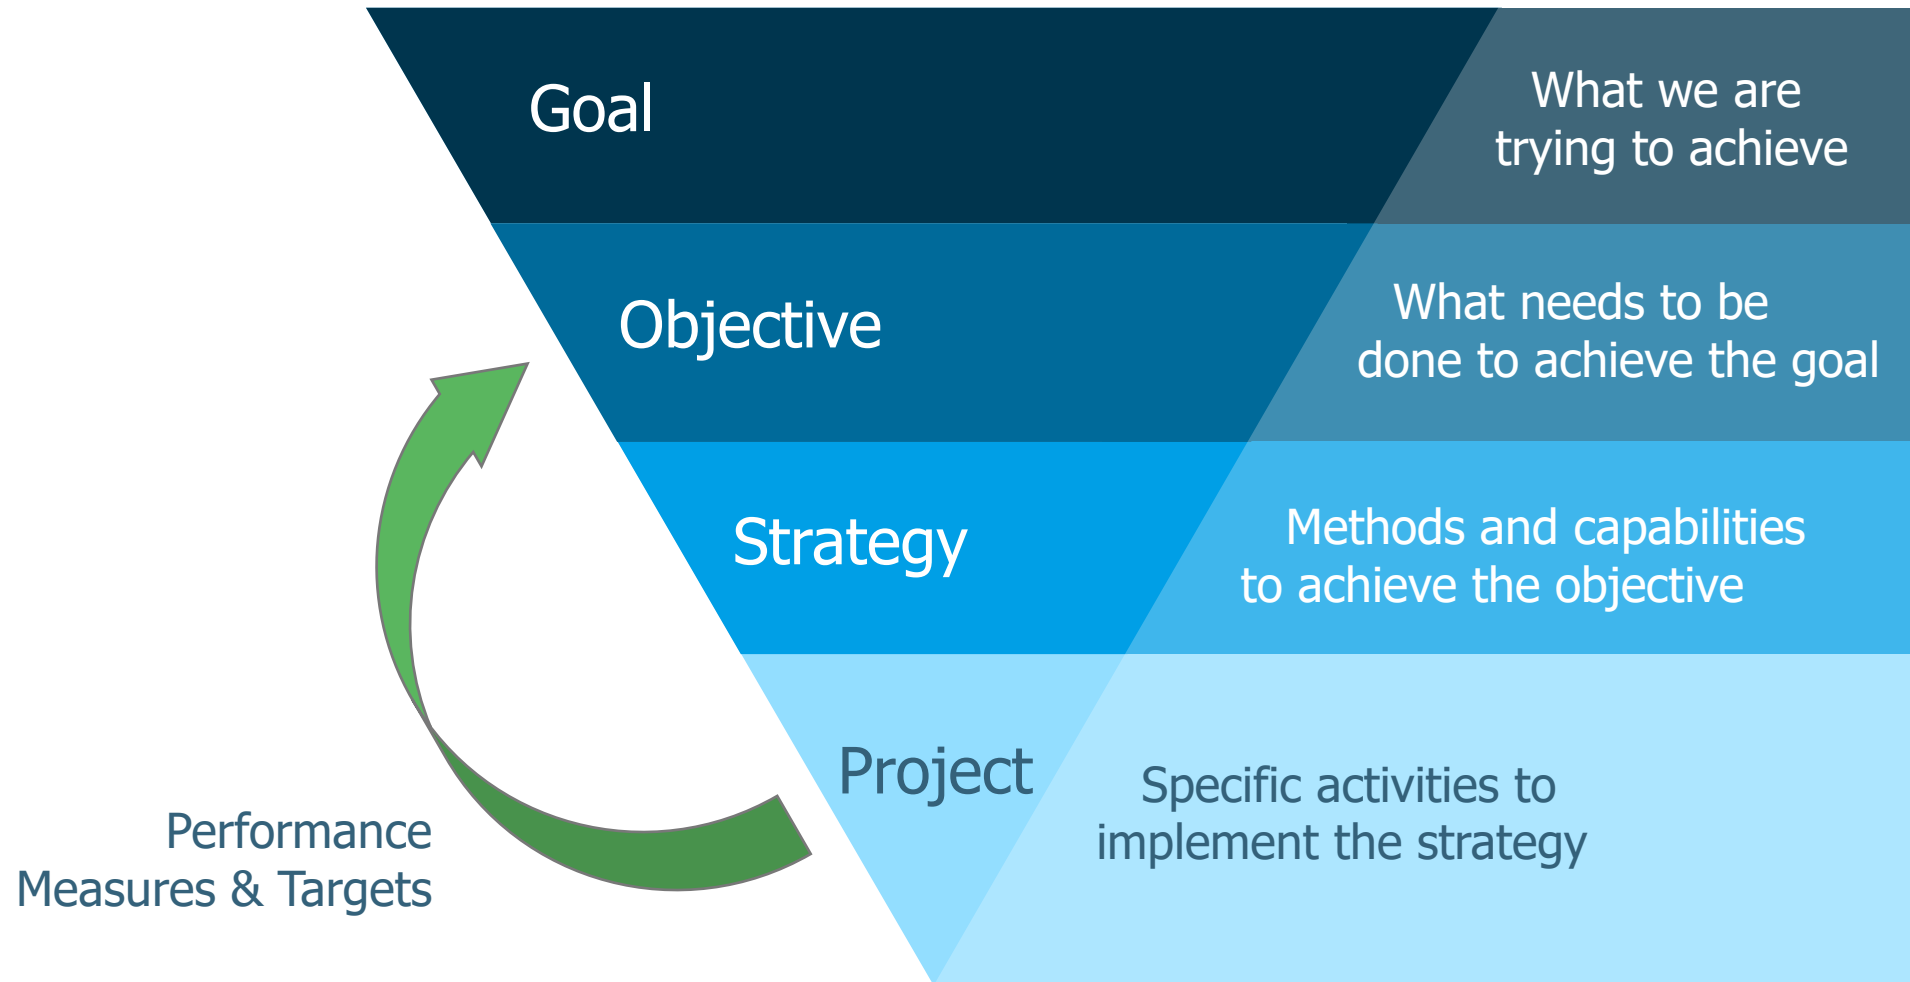 Goal
What we are
trying to achieve
Objective
What needs to be
done to achieve the goal
Strategy
Methods and capabilities
to achieve the objective
Project
Specific activities to
implement the strategy
Performance
Measures & Targets